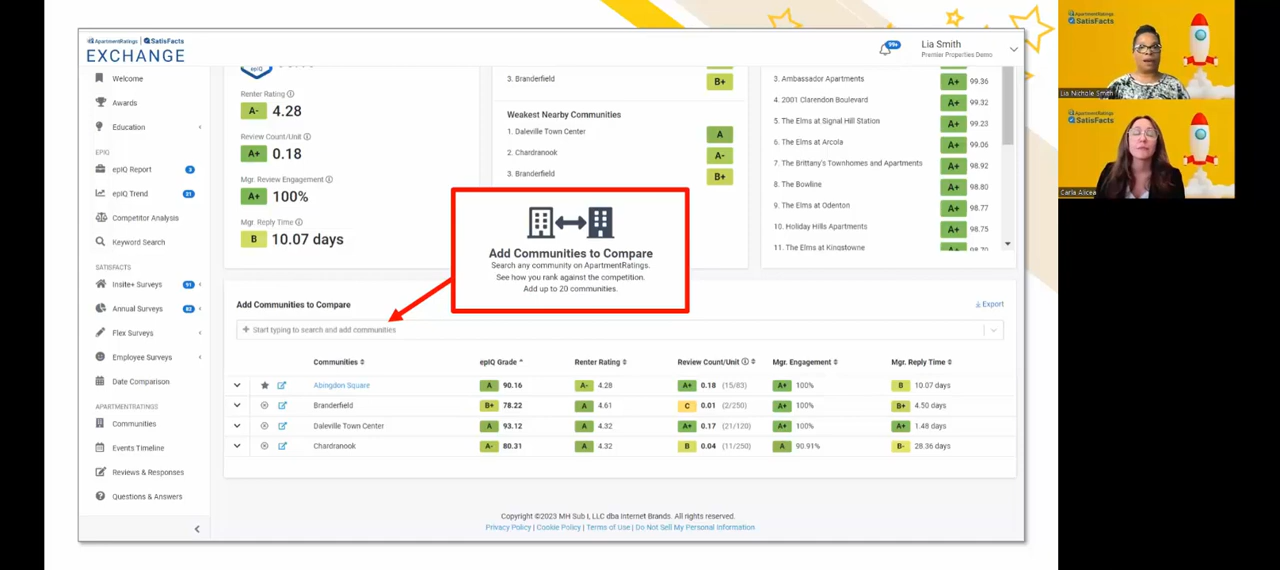 ApartmentRatings | SatisFacts
EXCHANGE
99+
Lia Smith
Premier Properties Demo
Welcome
Awards
Education
EPIQ
epiQ Report 3
epiQ Trend 21
Competitor Analysis
Keyword Search
SATISFACTS
Insite+ Surveys 51
Annual Surveys 82
Flex Surveys
Employee Surveys
Date Comparison
APARTMENTRATINGS
Communities
Events Timeline
Reviews & Responses
Questions & Answers
epiQ
Renter Rating
A- 4.28
Review Count/Unit
A+ 0.18
Mgr. Review Engagement
A+ 100%
Mgr. Reply Time
B 10.07 days
3. Branderfield B+
Weakest Nearby Communities
1. Daleville Town Center A
2. Chardranook A-
3. Branderfield B+
3. Ambassador Apartments A+ 99.36
4. 2001 Clarendon Boulevard A+ 99.32
5. The Elms at Signal Hill Station A+ 99.23
6. The Elms at Arcola A+ 99.06
7. The Brittany's Townhomes and Apartments A+ 98.92
8. The Bowline A+ 98.80
9. The Elms at Odenton A+ 98.77
10. Holiday Hills Apartments A+ 98.75
11. The Elms at Kingstowne A+ 98.70
Add Communities to Compare
Search any community on ApartmentRatings.
See how you rank against the competition.
Add up to 20 communities.
Add Communities to Compare
Export
+ Start typing to search and add communities
Communities epiQ Grade Renter Rating Review Count/Unit Mgr. Engagement Mgr. Reply Time
Abingdon Square A 90.16 A- 4.28 A+ 0.18 (15/83) A+ 100% B 10.07 days
Branderfield B+ 78.22 A 4.61 C 0.01 (2/250) A+ 100% B+ 4.50 days
Daleville Town Center A 93.12 A 4.32 A+ 0.17 (21/120) A+ 100% A+ 1.48 days
Chardranook A- 80.31 A 4.32 B 0.04 (11/250) A 90.91% B- 28.36 days
Copyright ©2023 MH Sub I, LLC dba Internet Brands. All rights reserved.
Privacy Policy | Cookie Policy | Terms of Use | Do Not Sell My Personal Information
ApartmentRatings
SatisFacts
Lia Nichole Smith
ApartmentRatings
SatisFacts
Carla Alicea